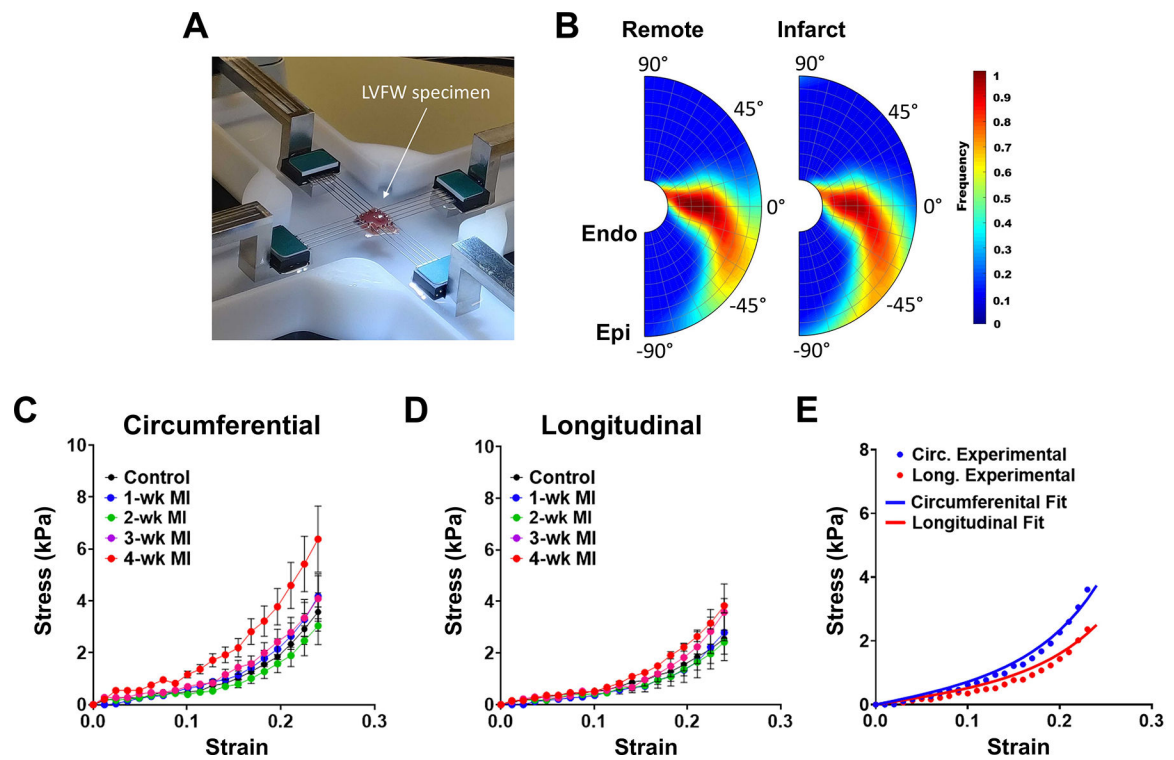 A
LVFW specimen
B
Remote
Infarct
90°
45°
0°
-45°
-90°
Endo
Epi
90°
45°
0°
-45°
-90°
1
0.9
0.8
0.7
0.6
0.5
0.4
0.3
0.2
0.1
0
Frequency
C
Circumferential
10
8
6
4
2
0
Stress (kPa)
Control
1-wk MI
2-wk MI
3-wk MI
4-wk MI
0.0
0.1
0.2
0.3
Strain
D
Longitudinal
10
8
6
4
2
0
Stress (kPa)
Control
1-wk MI
2-wk MI
3-wk MI
4-wk MI
0.0
0.1
0.2
0.3
Strain
E
8
6
4
2
0
Stress (kPa)
Circ. Experimental
Long. Experimental
Circumferenital Fit
Longitudinal Fit
0.0
0.1
0.2
0.3
Strain